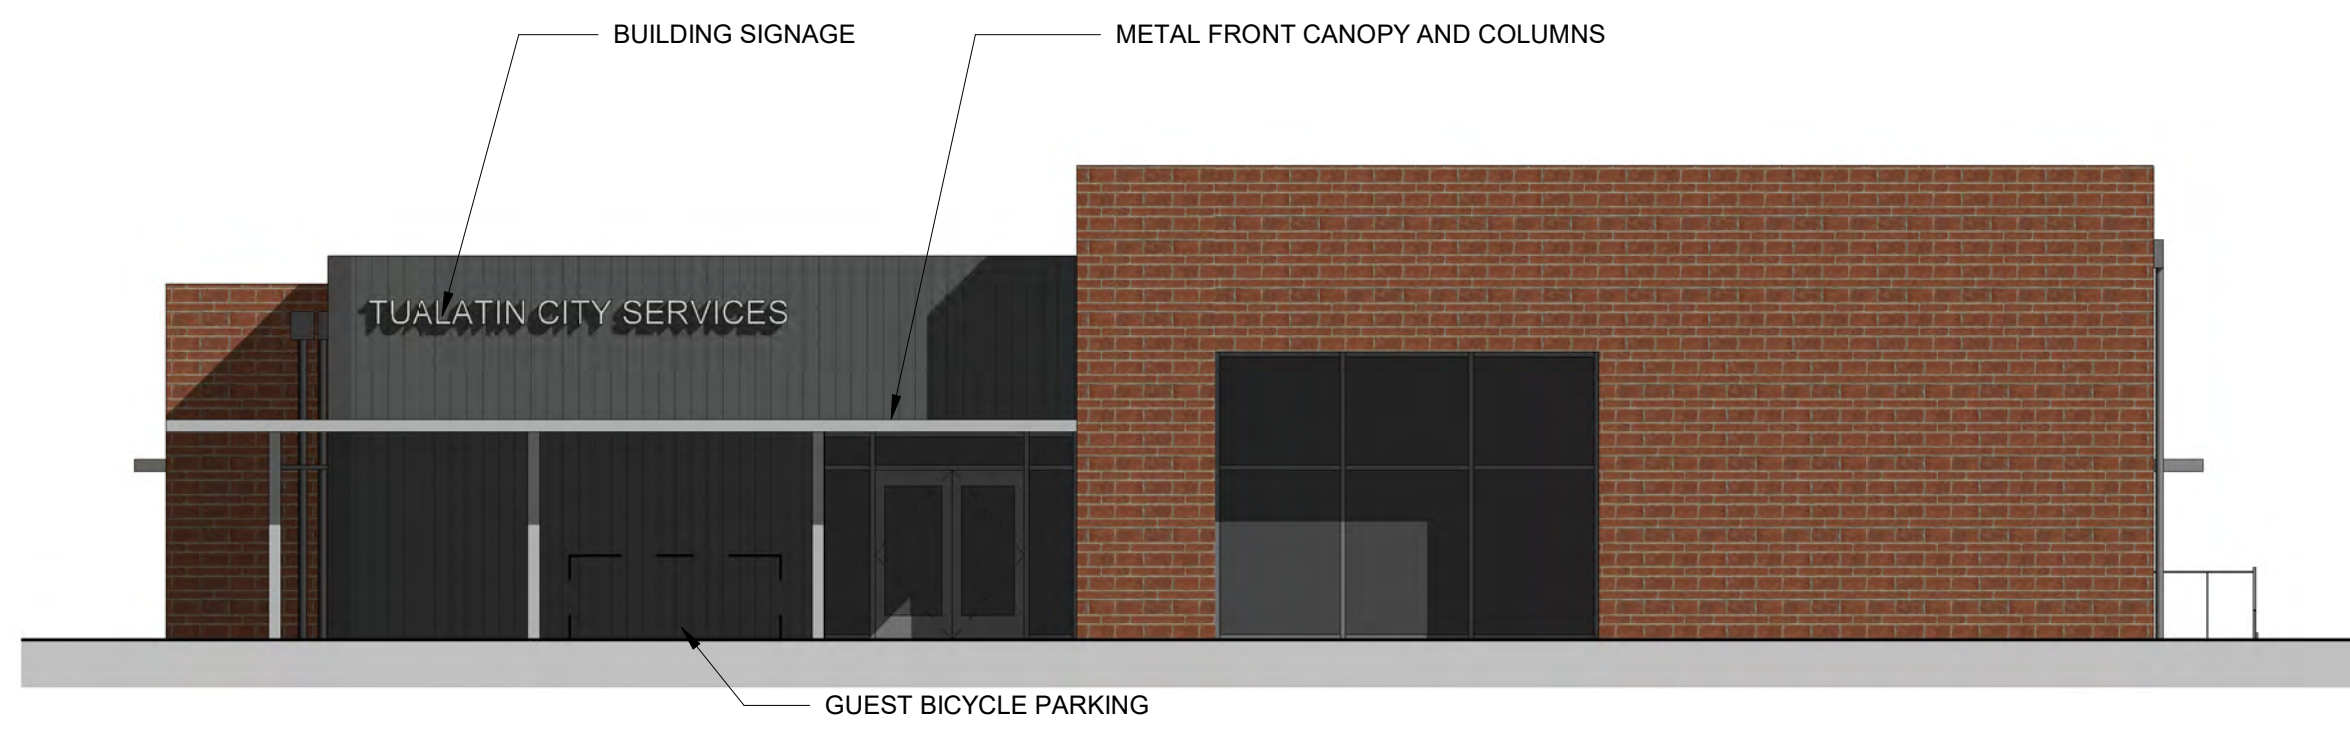 BUILDING SIGNAGE
METAL FRONT CANOPY AND COLUMNS
TUALATIN CITY SERVICES
GUEST BICYCLE PARKING